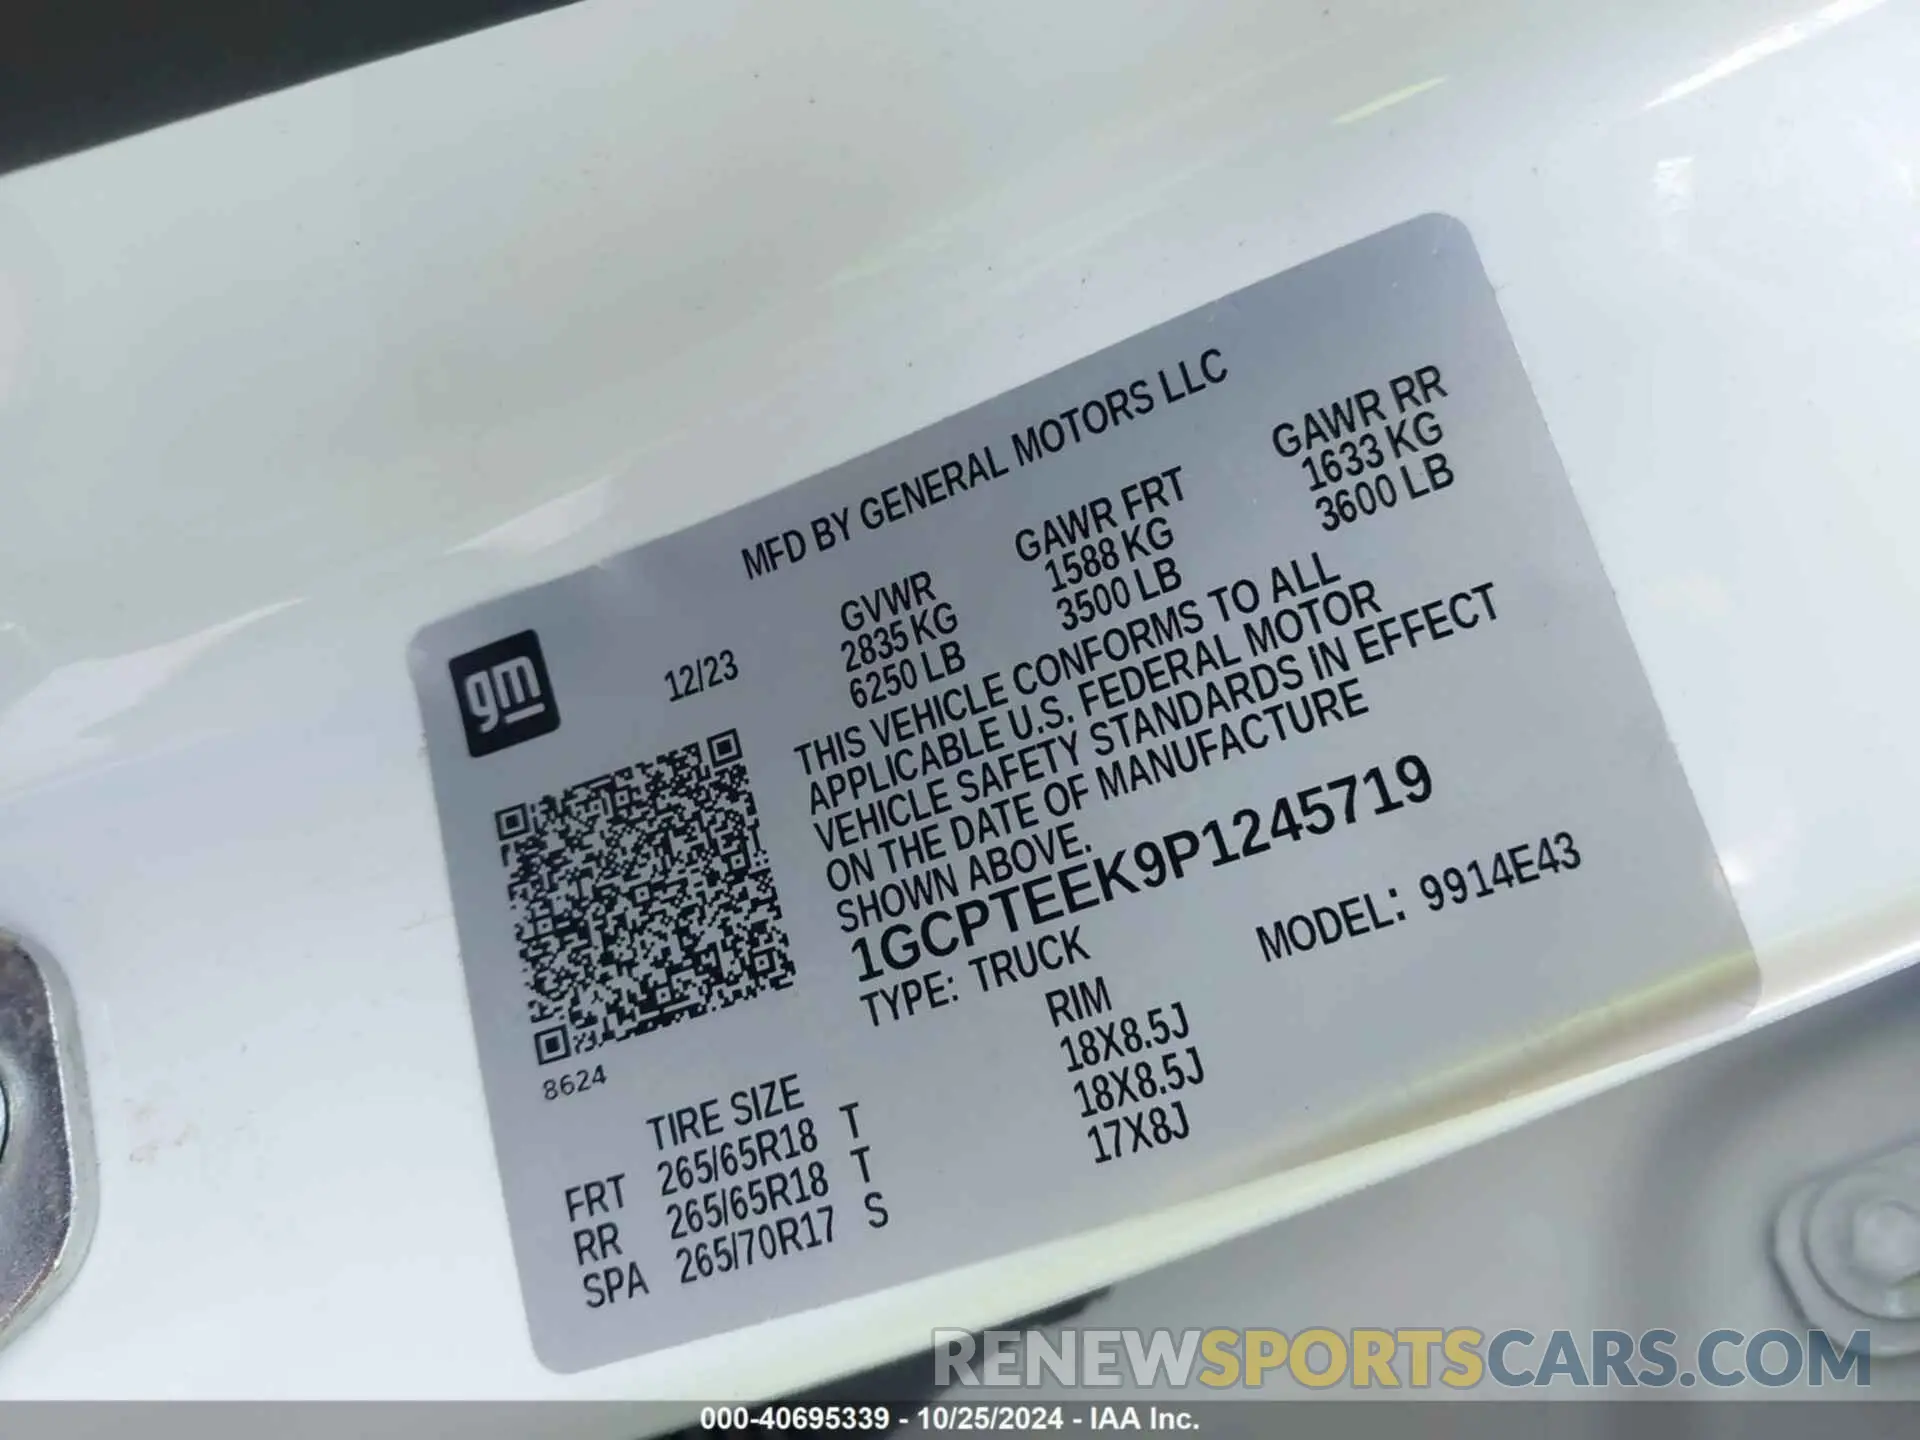 MFD BY GENERAL MOTORS LLC
gm
12/23
GVWR GAWR FRT GAWR RR
2835 KG 1588 KG 1633 KG
6250 LB 3500 LB 3600 LB
THIS VEHICLE CONFORMS TO ALL
APPLICABLE U.S. FEDERAL MOTOR
VEHICLE SAFETY STANDARDS IN EFFECT
ON THE DATE OF MANUFACTURE
SHOWN ABOVE.
1GCPTEEK9P1245719
TYPE: TRUCK MODEL: 9914E43
8624
TIRE SIZE RIM
FRT 265/65R18 T 18X8.5J
RR 265/65R18 T 18X8.5J
SPA 265/70R17 S 17X8J
RENEWSPORTSCARS.COM
000-40695339 - 10/25/2024 - IAA Inc.